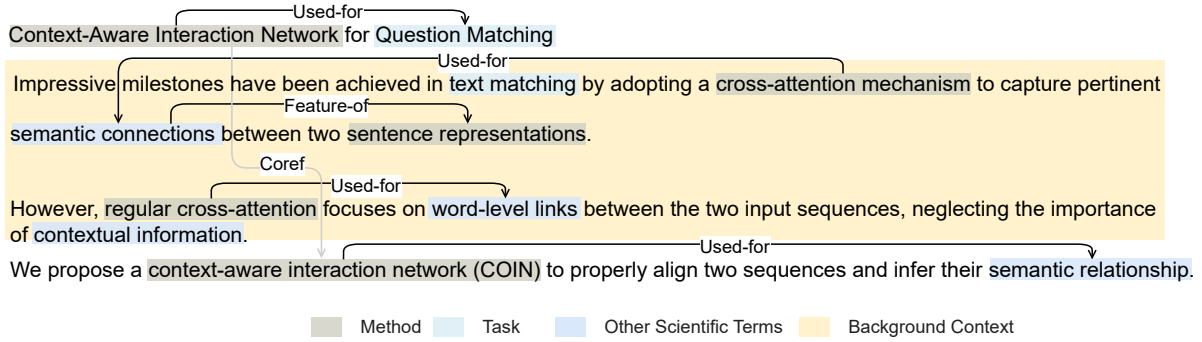 Used-for
Context-Aware Interaction Network for Question Matching
Used-for
Impressive milestones have been achieved in text matching by adopting a cross-attention mechanism to capture pertinent
Feature-of
semantic connections between two sentence representations.
Coref
Used-for
However, regular cross-attention focuses on word-level links between the two input sequences, neglecting the importance
of contextual information.
Used-for
We propose a context-aware interaction network (COIN) to properly align two sequences and infer their semantic relationship.
Method Task Other Scientific Terms Background Context